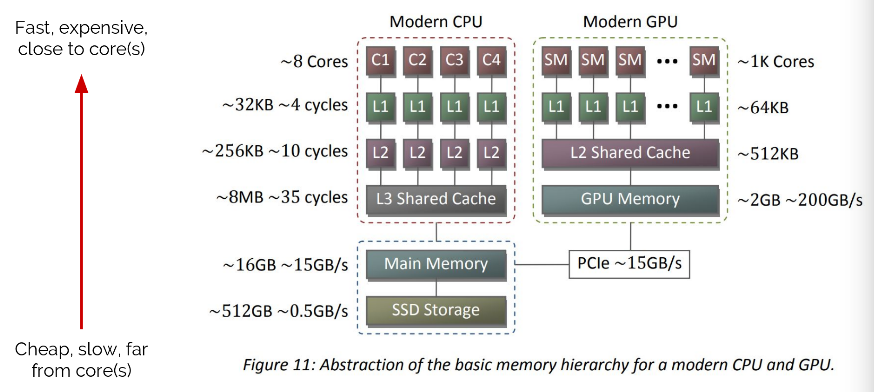 Fast, expensive,
close to core(s)
Cheap, slow, far
from core(s)
Modern CPU
Modern GPU
~8 Cores
C1 C2 C3 C4
SM SM SM ••• SM
~1K Cores
~32KB ~4 cycles
L1 L1 L1 L1
L1 L1 L1 ••• L1
~64KB
~256KB ~10 cycles
L2 L2 L2 L2
L2 Shared Cache
~512KB
~8MB ~35 cycles
L3 Shared Cache
GPU Memory
~2GB ~200GB/s
~16GB ~15GB/s
Main Memory
PCIe ~15GB/s
~512GB ~0.5GB/s
SSD Storage
Figure 11: Abstraction of the basic memory hierarchy for a modern CPU and GPU.